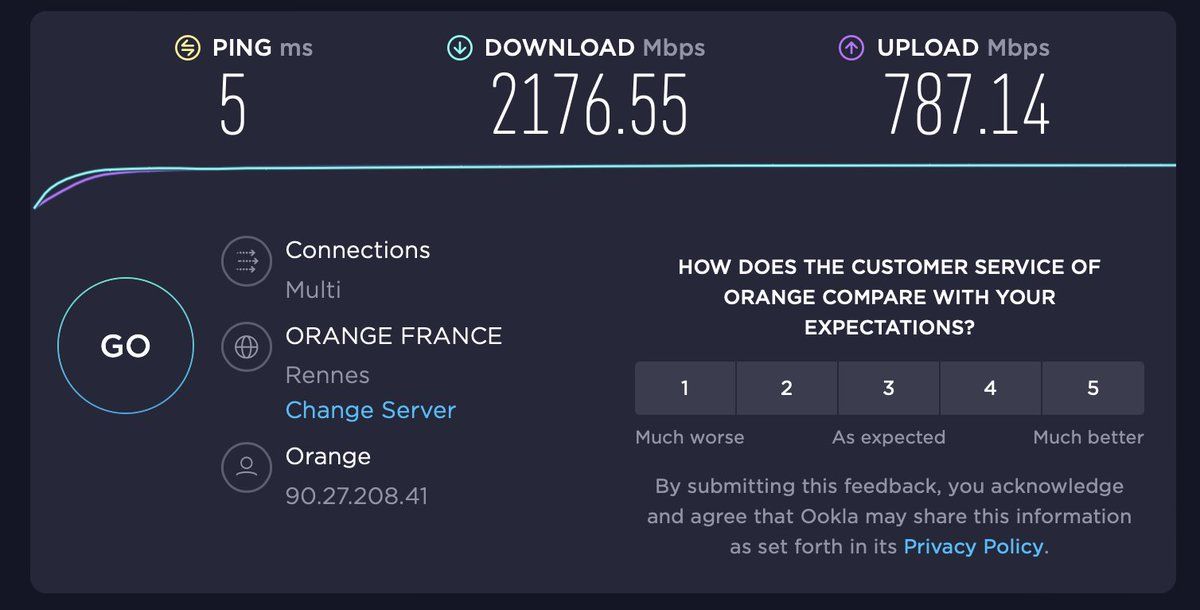 PING ms
5
DOWNLOAD Mbps
2176.55
UPLOAD Mbps
787.14
GO
Connections
Multi
ORANGE FRANCE
Rennes
Change Server
Orange
90.27.208.41
HOW DOES THE CUSTOMER SERVICE OF
ORANGE COMPARE WITH YOUR
EXPECTATIONS?
1 2 3 4 5
Much worse As expected Much better
By submitting this feedback, you acknowledge
and agree that Ookla may share this information
as set forth in its Privacy Policy.